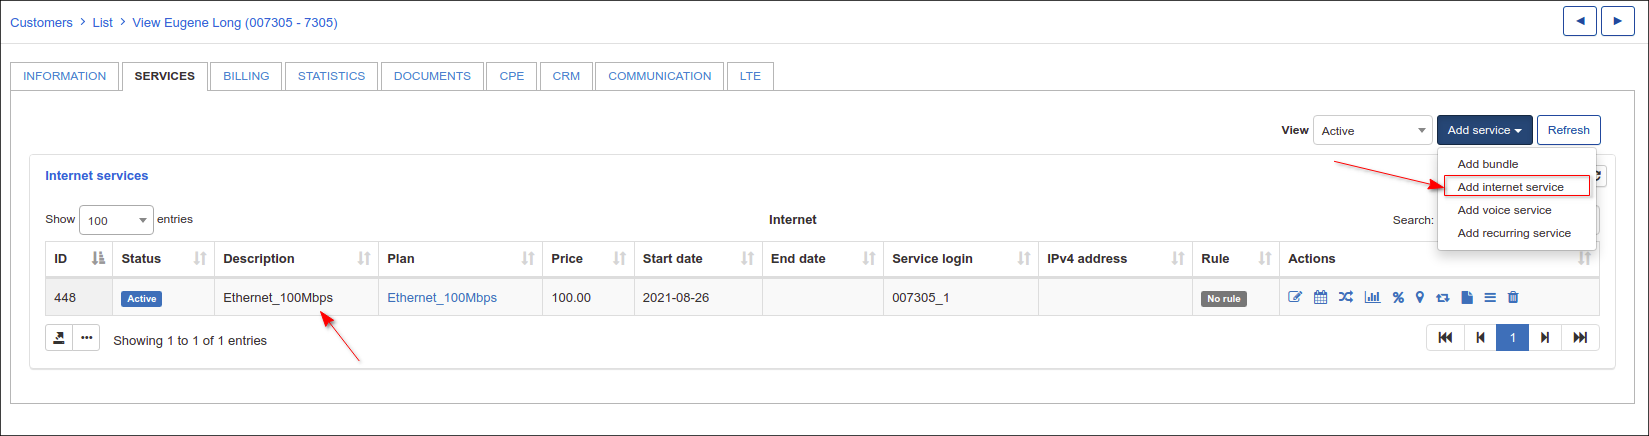 Customers > List > View Eugene Long (007305 - 7305)
INFORMATION SERVICES BILLING STATISTICS DOCUMENTS CPE CRM COMMUNICATION LTE
View Active Add service Refresh
Add bundle
Internet services
Add internet service
Add voice service
Show 100 entries Internet Search:
Add recurring service
ID Status Description Plan Price Start date End date Service login IPv4 address Rule Actions
448 Active Ethernet_100Mbps Ethernet_100Mbps 100.00 2021-08-26 007305_1 No rule
Showing 1 to 1 of 1 entries 1